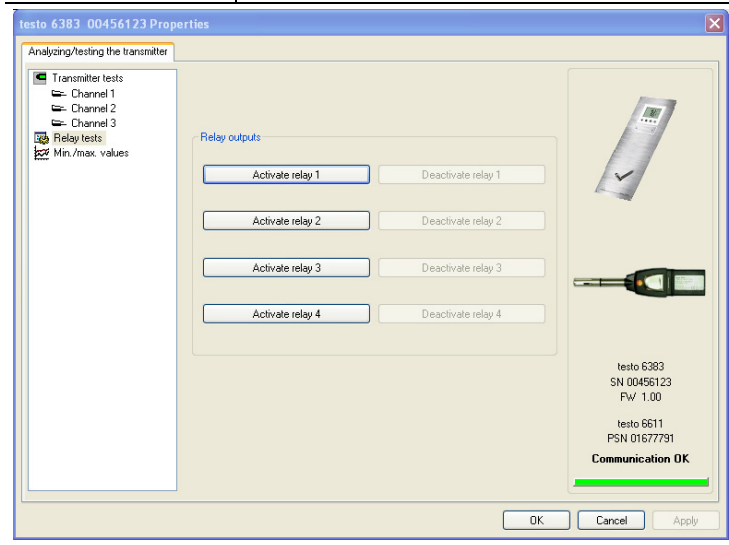 testo 6383 00456123 Properties
Analyzing/testing the transmitter
Transmitter tests
Channel 1
Channel 2
Channel 3
Relay tests
Min./max. values
Relay outputs
Activate relay 1 Deactivate relay 1
Activate relay 2 Deactivate relay 2
Activate relay 3 Deactivate relay 3
Activate relay 4 Deactivate relay 4
testo 6383
SN 00456123
FW 1.00
testo 6611
PSN 01677791
Communication OK
OK Cancel Apply